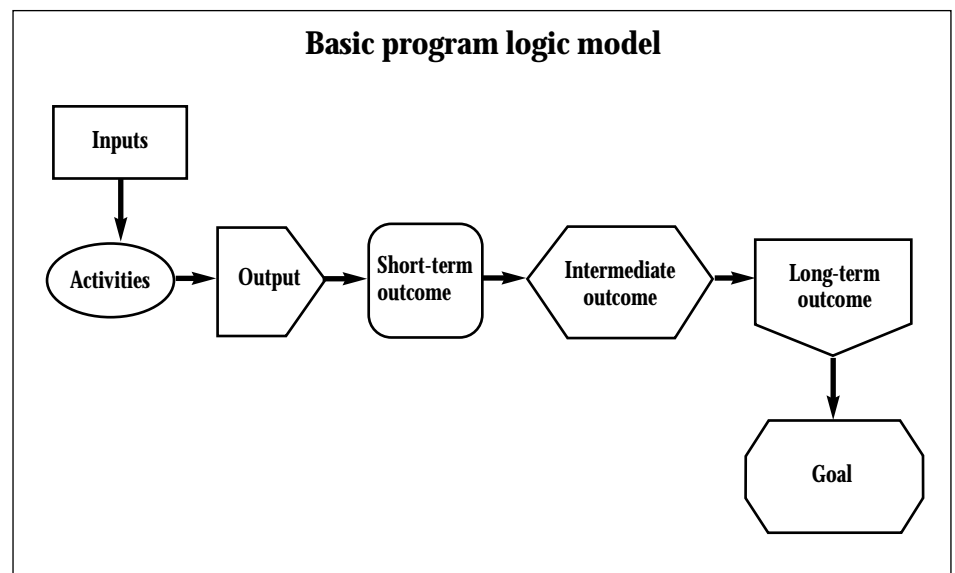 Basic program logic model
Inputs
Activities
Output
Short-term
outcome
Intermediate
outcome
Long-term
outcome
Goal